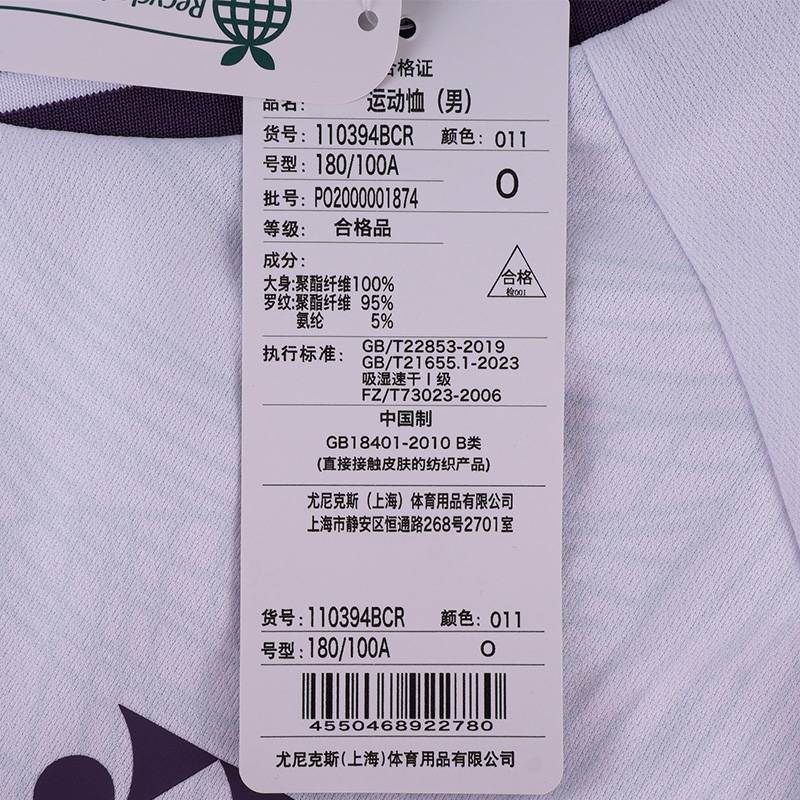 Recycle
合格证
品名: 运动恤（男）
货号: 110394BCR 颜色: 011
号型: 180/100A O
批号: PO2000001874
等级: 合格品
成分:
合格
检001
大身:聚酯纤维100%
罗纹:聚酯纤维 95%
氨纶 5%
执行标准: GB/T22853-2019
GB/T21655.1-2023
吸湿速干Ⅰ级
FZ/T73023-2006
中国制
GB18401-2010 B类
(直接接触皮肤的纺织产品)
尤尼克斯（上海）体育用品有限公司
上海市静安区恒通路268号2701室
货号: 110394BCR 颜色: 011
号型: 180/100A O
4550468922780
尤尼克斯(上海)体育用品有限公司